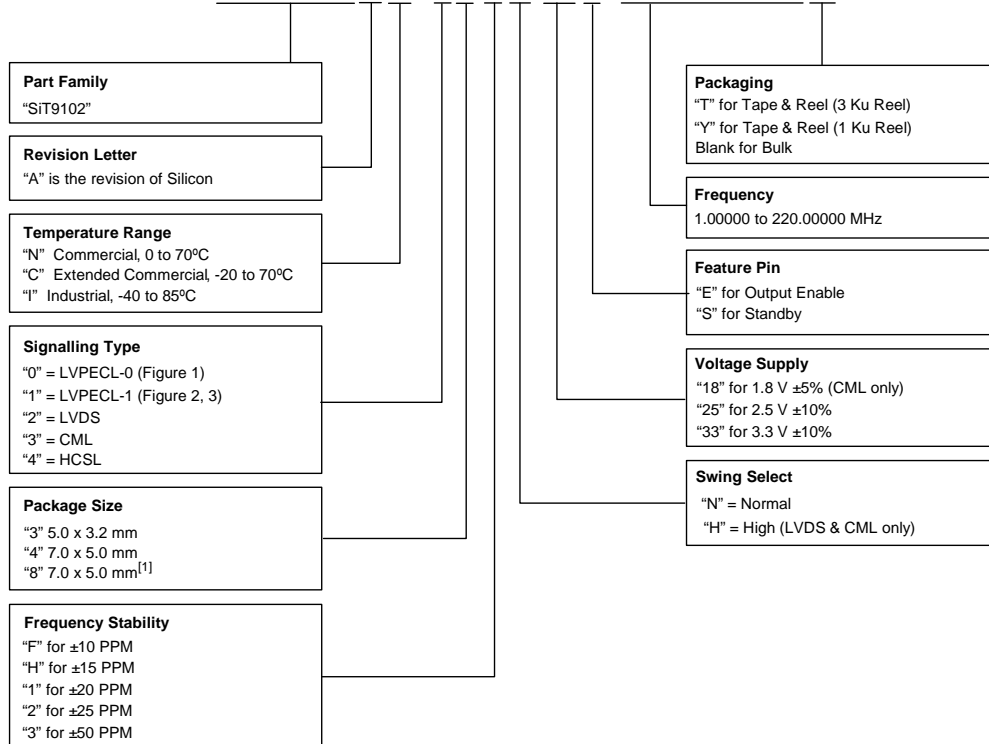 Part Family
“SiT9102”
Revision Letter
“A” is the revision of Silicon
Temperature Range
“N” Commercial, 0 to 70ºC
“C” Extended Commercial, -20 to 70ºC
“I” Industrial, -40 to 85ºC
Signalling Type
“0” = LVPECL-0 (Figure 1)
“1” = LVPECL-1 (Figure 2, 3)
“2” = LVDS
“3” = CML
“4” = HCSL
Package Size
“3” 5.0 x 3.2 mm
“4” 7.0 x 5.0 mm
“8” 7.0 x 5.0 mm[1]
Frequency Stability
“F” for ±10 PPM
“H” for ±15 PPM
“1” for ±20 PPM
“2” for ±25 PPM
“3” for ±50 PPM
Packaging
“T” for Tape & Reel (3 Ku Reel)
“Y” for Tape & Reel (1 Ku Reel)
Blank for Bulk
Frequency
1.00000 to 220.00000 MHz
Feature Pin
“E” for Output Enable
“S” for Standby
Voltage Supply
“18” for 1.8 V ±5% (CML only)
“25” for 2.5 V ±10%
“33” for 3.3 V ±10%
Swing Select
“N” = Normal
“H” = High (LVDS & CML only)